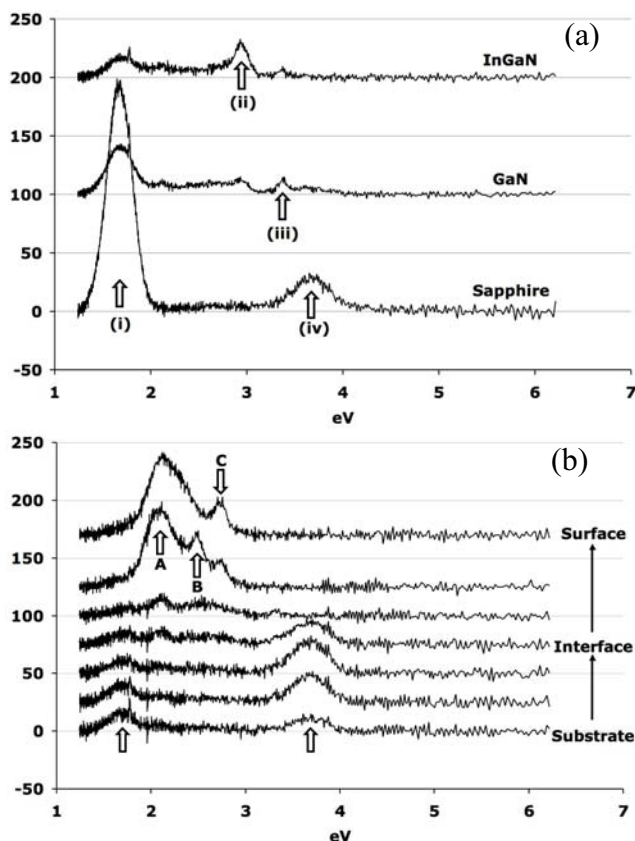 (a)
250
InGaN
200
(ii)
150
GaN
100
(iii)
50
Sapphire
0
(i)
(iv)
-50
1 2 3 4 5 6 7
eV
(b)
250
C
200
Surface
150
A
B
100
Interface
50
Substrate
0
-50
1 2 3 4 5 6 7
eV